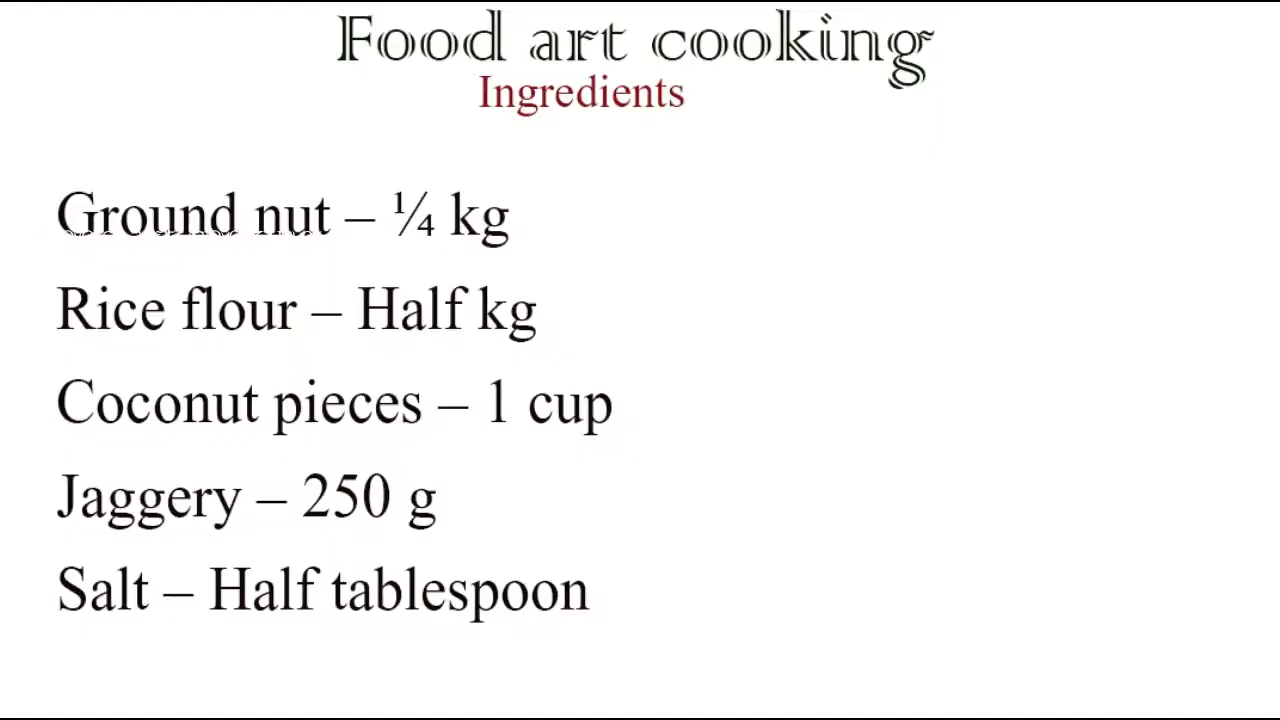 Food art cooking
Ingredients
Ground nut – ¼ kg
Rice flour – Half kg
Coconut pieces – 1 cup
Jaggery – 250 g
Salt – Half tablespoon